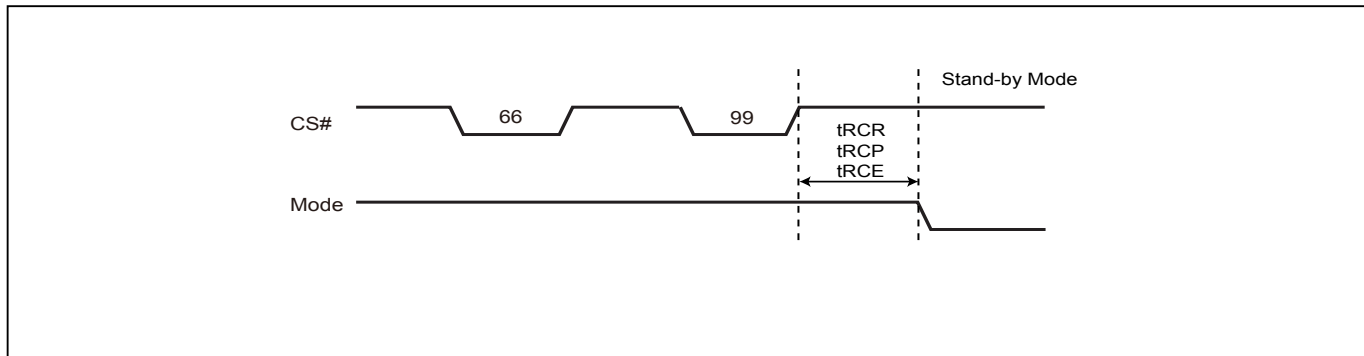 Stand-by Mode
CS#
66
99
tRCR
tRCP
tRCE
Mode